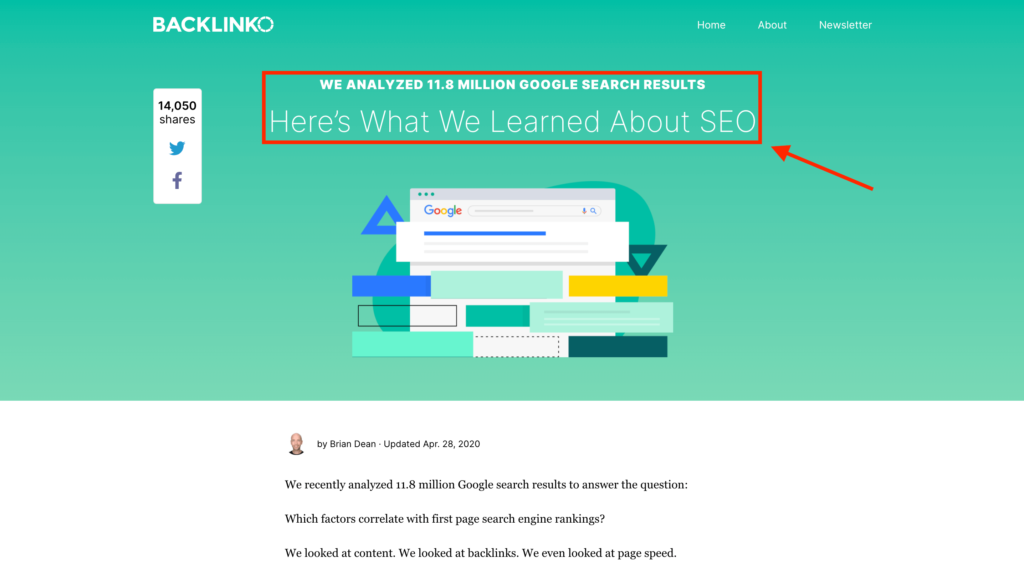 BACKLINKO
Home About Newsletter
WE ANALYZED 11.8 MILLION GOOGLE SEARCH RESULTS
Here’s What We Learned About SEO
14,050
shares
Google
by Brian Dean · Updated Apr. 28, 2020
We recently analyzed 11.8 million Google search results to answer the question:
Which factors correlate with first page search engine rankings?
We looked at content. We looked at backlinks. We even looked at page speed.